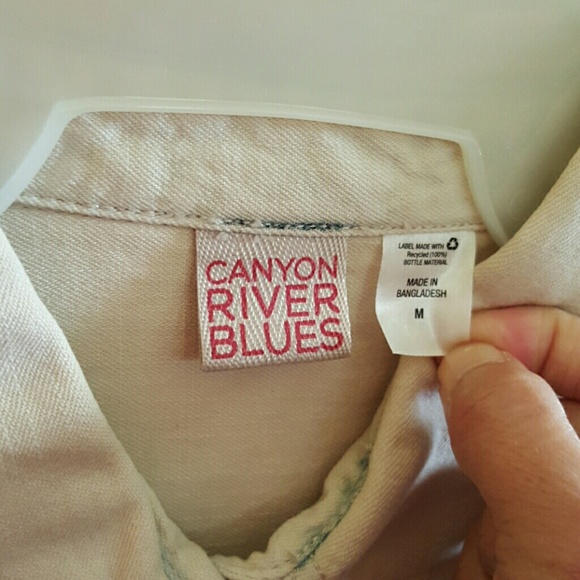 CANYON
RIVER
BLUES
LABEL MADE WITH
Recycled (100%)
BOTTLE MATERIAL
MADE IN
BANGLADESH
M